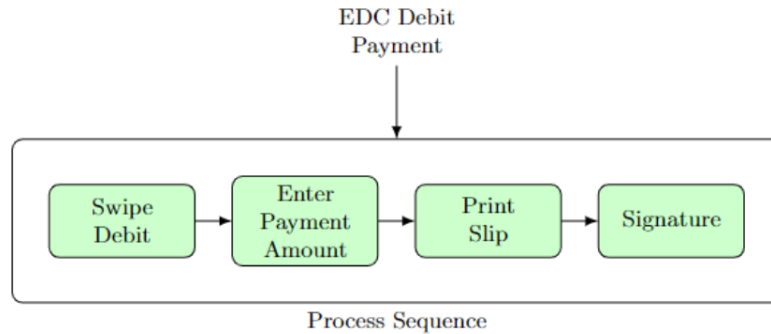 EDC Debit
Payment
Swipe
Debit
Enter
Payment
Amount
Print
Slip
Signature
Process Sequence